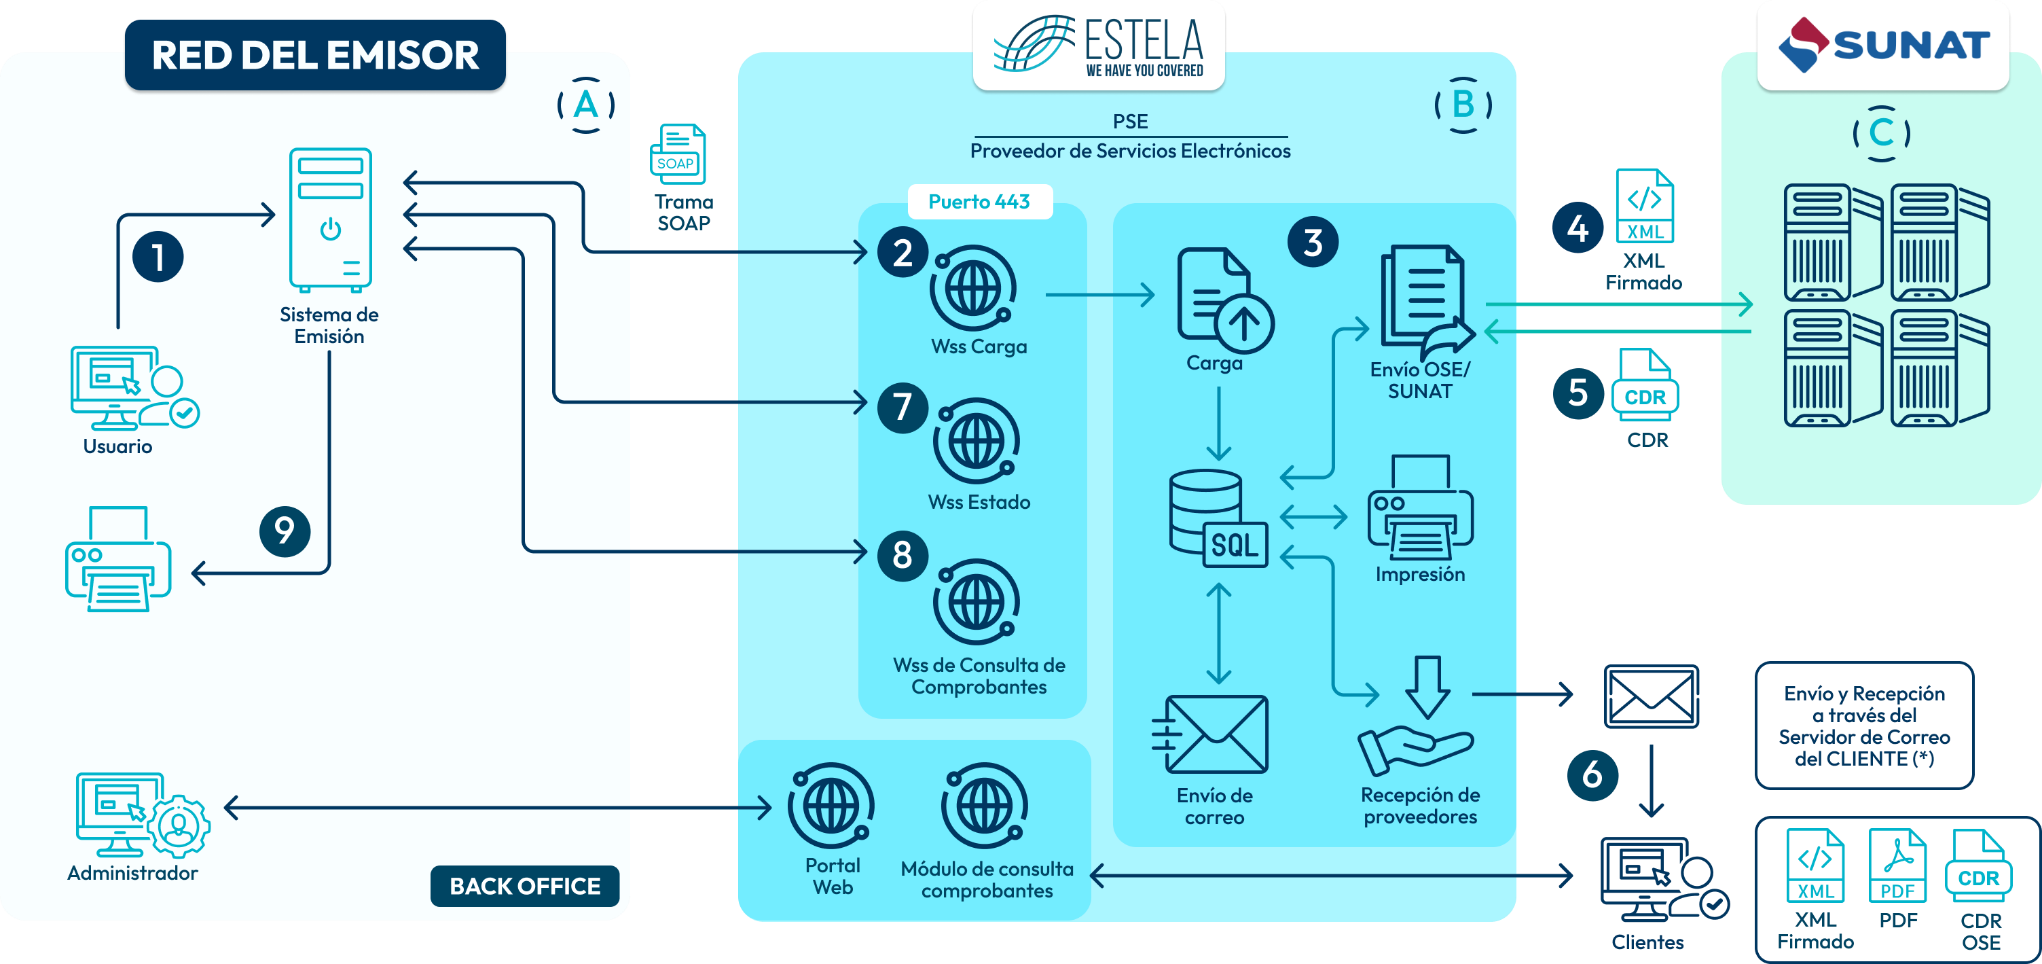 RED DEL EMISOR
A
ESTELA
WE HAVE YOU COVERED
B
PSE
Proveedor de Servicios Electrónicos
SUNAT
C
SOAP
Trama
SOAP
1
Sistema de
Emisión
Usuario
9
Administrador
BACK OFFICE
Puerto 443
2
Wss Carga
7
Wss Estado
8
Wss de Consulta de
Comprobantes
3
Carga
Envío OSE/
SUNAT
SQL
Impresión
Envío de
correo
Recepción de
proveedores
Portal
Web
Módulo de consulta
comprobantes
4
XML
XML
Firmado
5
CDR
CDR
6
Clientes
Envío y Recepción
a través del
Servidor de Correo
del CLIENTE (*)
XML
XML
Firmado
PDF
PDF
CDR
CDR
OSE